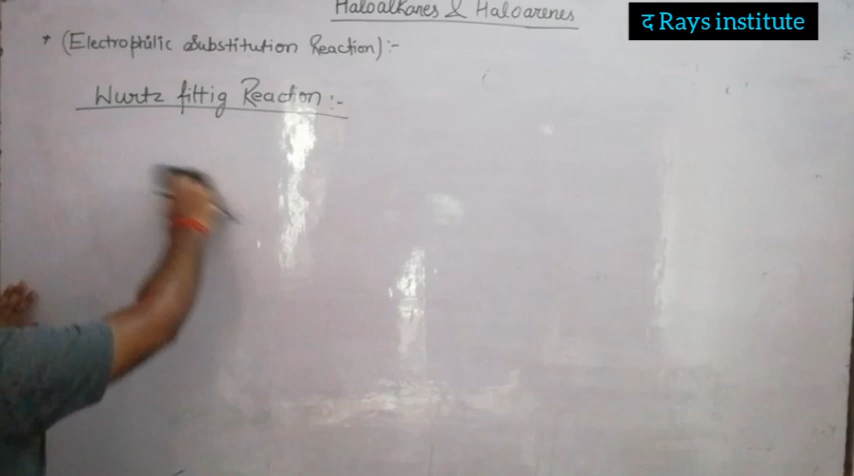 Haloalkanes & Haloarenes
द Rays institute
* (Electrophilic Substitution Reaction):-
Wurtz fittig Reaction:-